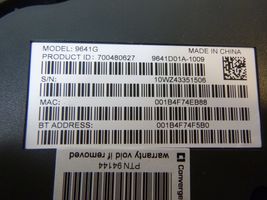 MODEL: 9641G
MADE IN CHINA
PRODUCT ID: 700480627
9641D01A-1009
S/N:
10WZ43351506
MAC:
001B4F74EB88
BT ADDRESS:
001B4F74F5B0
PTN 94144
warranty void if removed
Converge